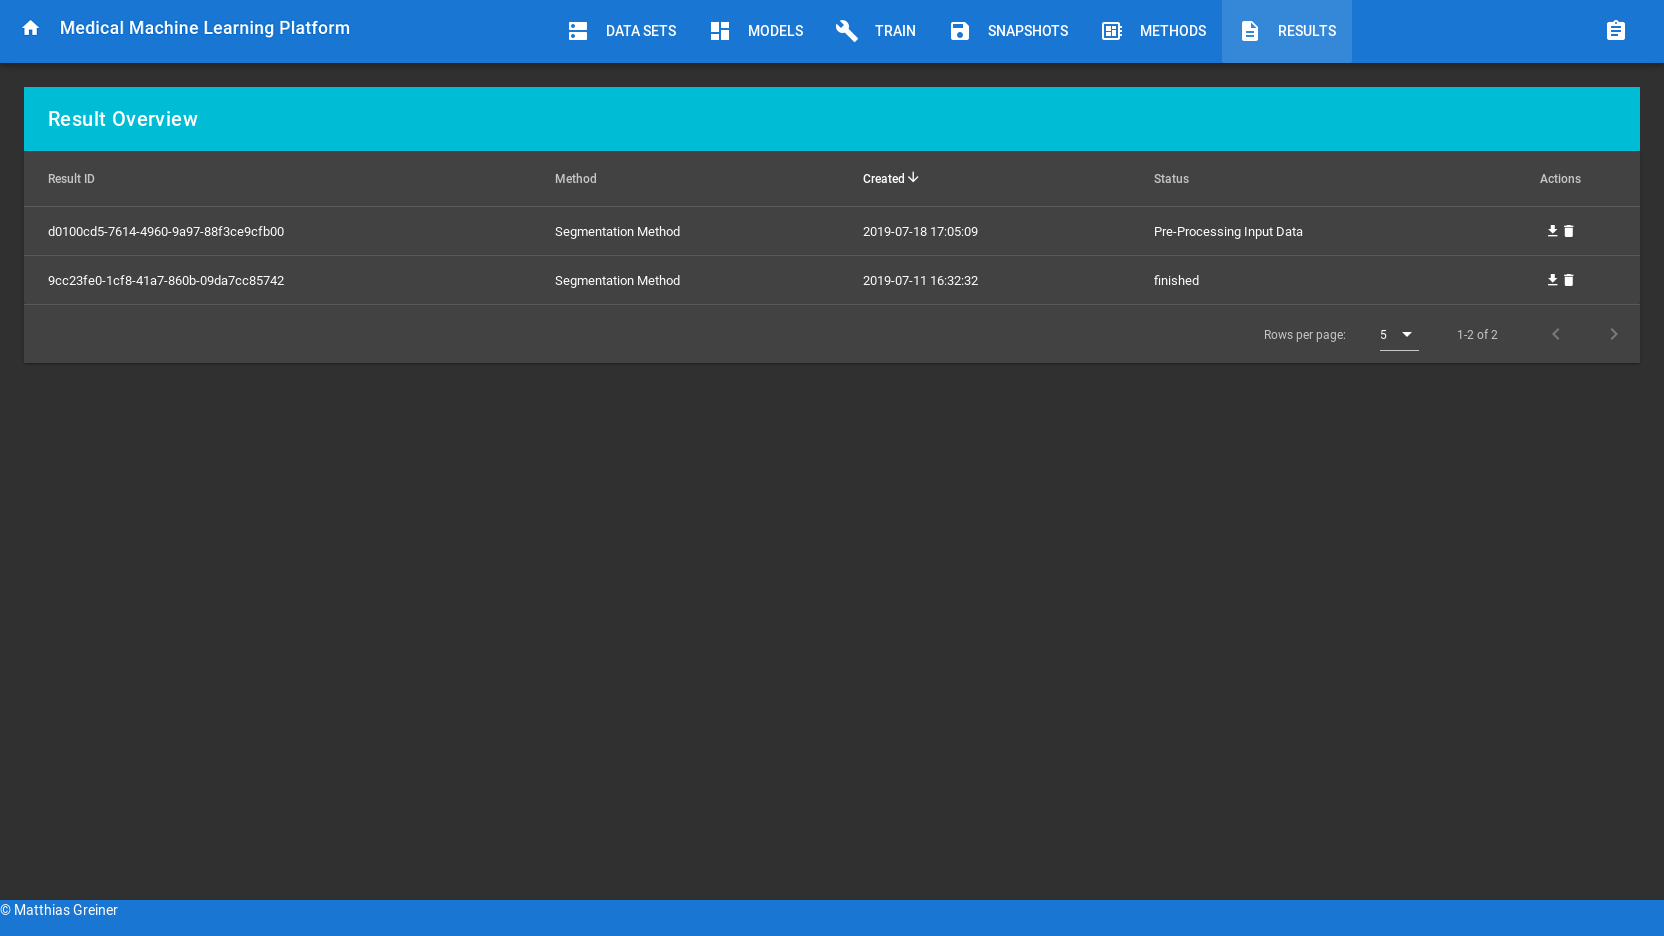 Medical Machine Learning Platform
DATA SETS
MODELS
TRAIN
SNAPSHOTS
METHODS
RESULTS
Result Overview
Result ID Method Created Status Actions
d0100cd5-7614-4960-9a97-88f3ce9cfb00 Segmentation Method 2019-07-18 17:05:09 Pre-Processing Input Data
9cc23fe0-1cf8-41a7-860b-09da7cc85742 Segmentation Method 2019-07-11 16:32:32 finished
Rows per page: 5 1-2 of 2
© Matthias Greiner